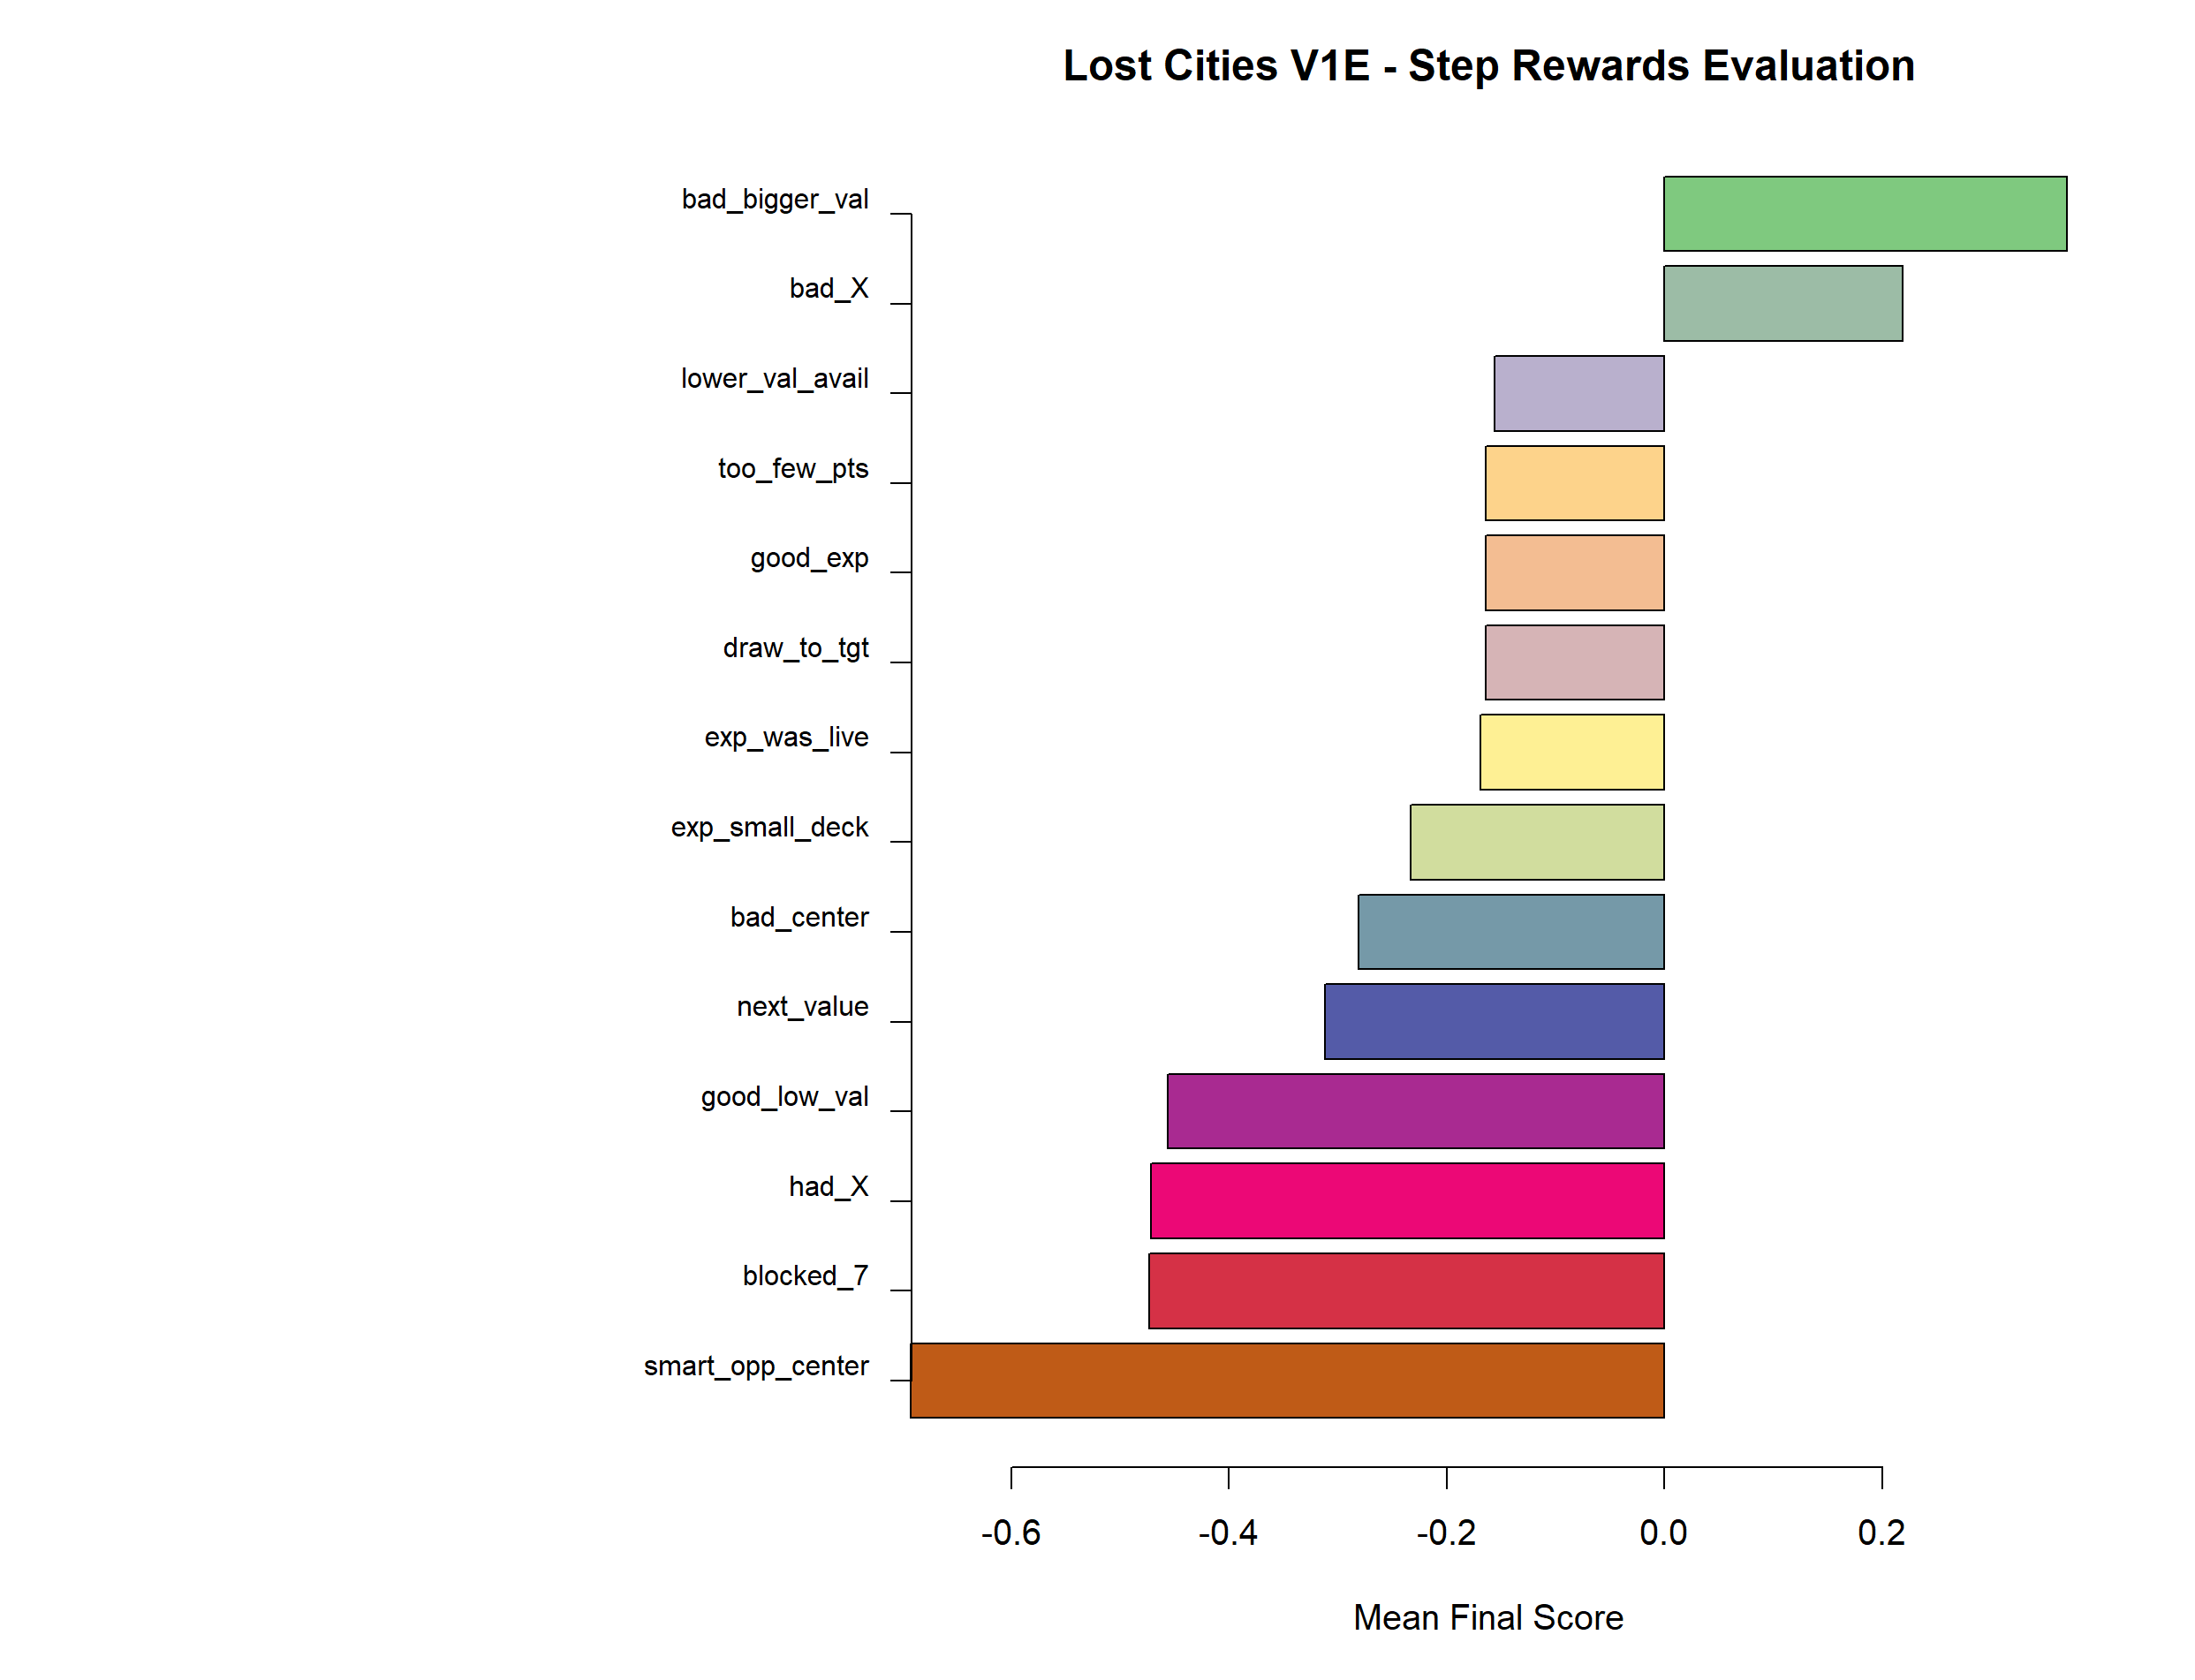 Lost Cities V1E - Step Rewards Evaluation
bad_bigger_val
bad_X
lower_val_avail
too_few_pts
good_exp
draw_to_tgt
exp_was_live
exp_small_deck
bad_center
next_value
good_low_val
had_X
blocked_7
smart_opp_center
-0.6 -0.4 -0.2 0.0 0.2
Mean Final Score